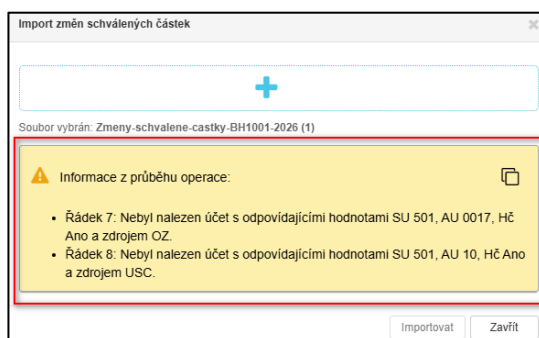 Import změn schválených částek
Soubor vybrán: Zmeny-schvalene-castky-BH1001-2026 (1)
Informace z průběhu operace:
• Řádek 7: Nebyl nalezen účet s odpovídajícími hodnotami SU 501, AU 0017, Hč
Ano a zdrojem OZ.
• Řádek 8: Nebyl nalezen účet s odpovídajícími hodnotami SU 501, AU 10, Hč Ano
a zdrojem USC.
Importovat Zavřít